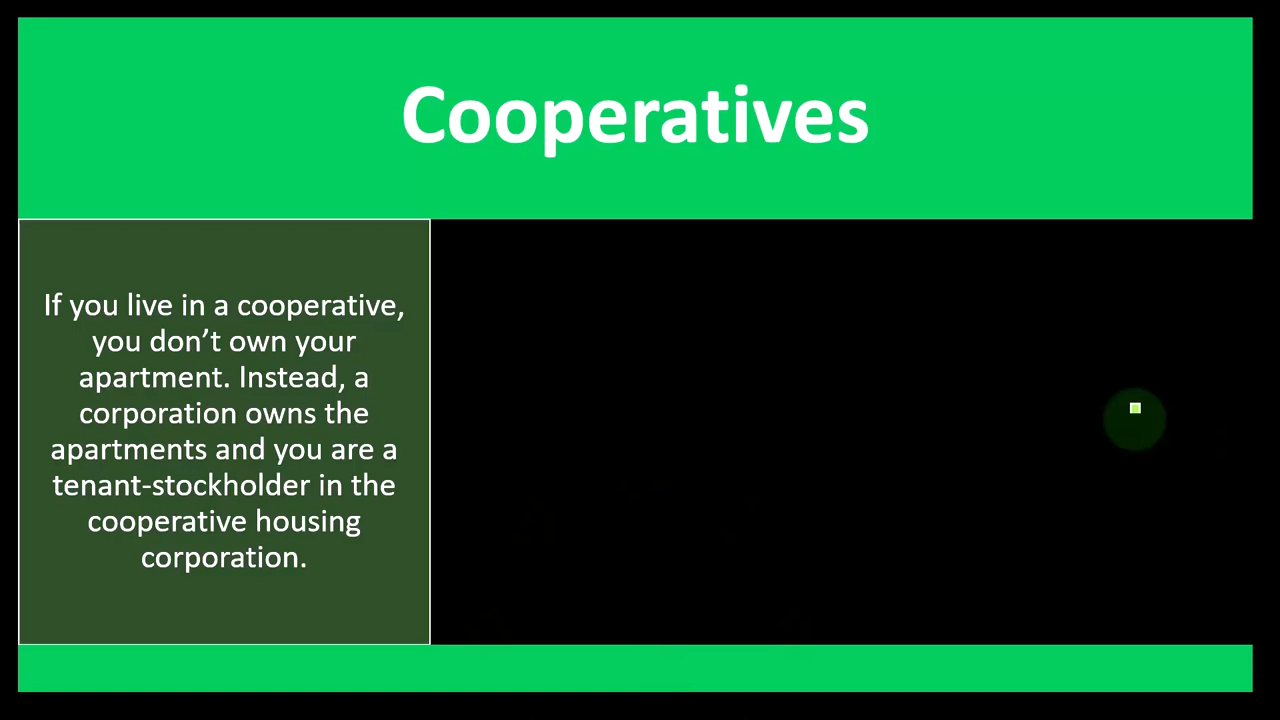 Cooperatives
If you live in a cooperative,
you don’t own your
apartment. Instead, a
corporation owns the
apartments and you are a
tenant-stockholder in the
cooperative housing
corporation.